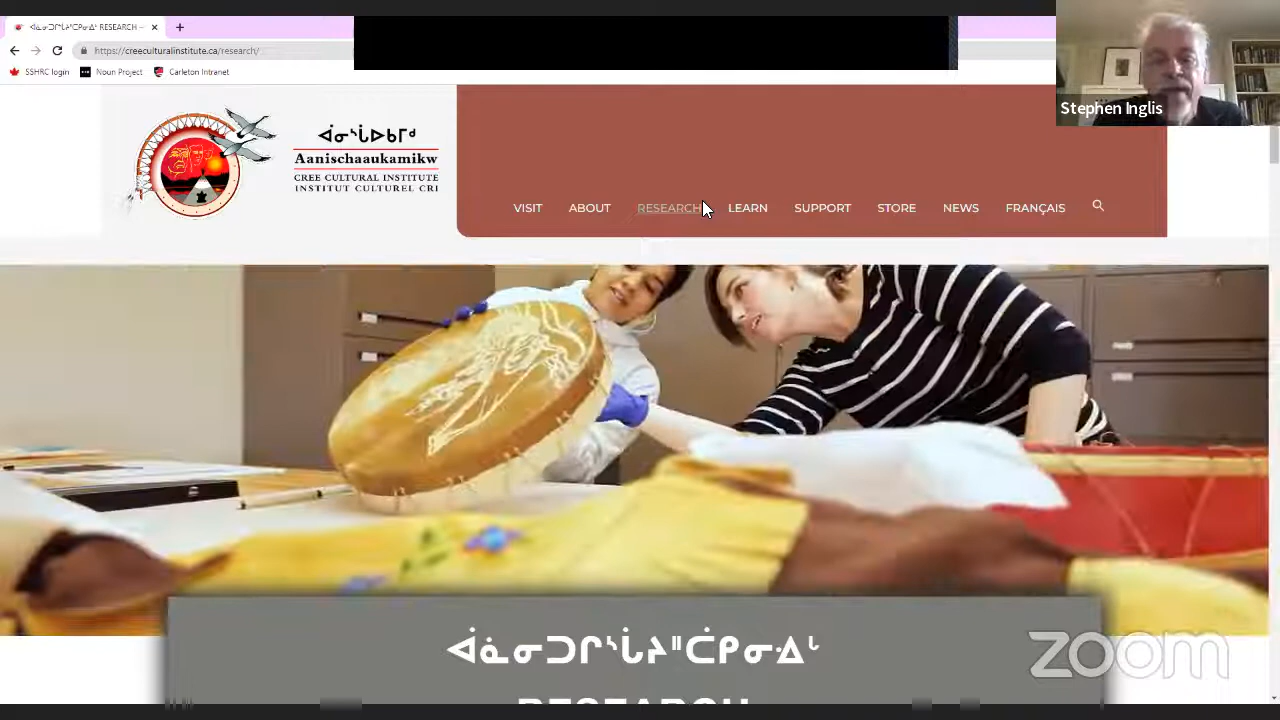 ᐋᓂᔅᒑᐅᑲᒥᒄ RESEARCH –
https://creeculturalinstitute.ca/research/
SSHRC login
Noun Project
Carleton Intranet
Stephen Inglis
ᐋᓂᔅᒑᐅᑲᒥᒄ
Aanischaaukamikw
CREE CULTURAL INSTITUTE
INSTITUT CULTUREL CRI
VISIT
ABOUT
RESEARCH
LEARN
SUPPORT
STORE
NEWS
FRANÇAIS
RESEARCH
zoom